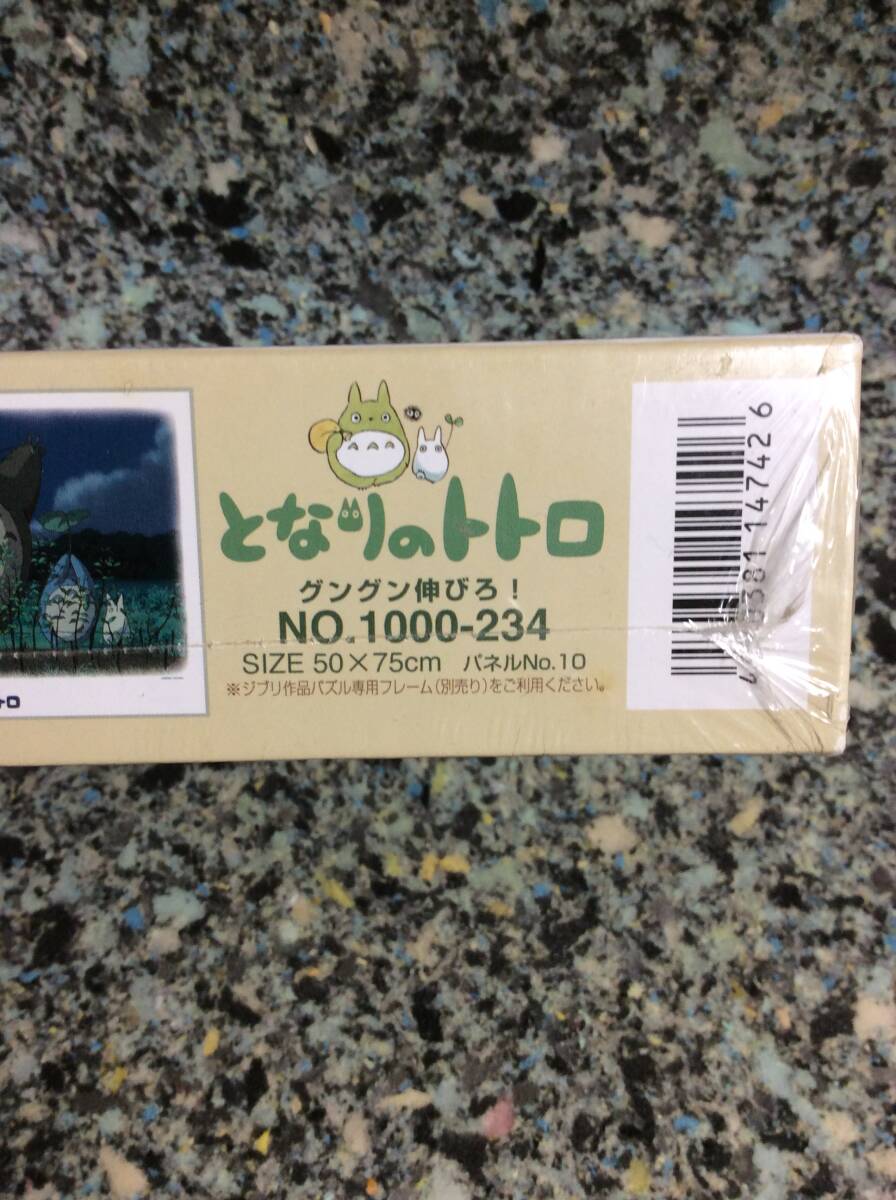 となりのトトロ
グングン伸びろ！
NO.1000-234
SIZE 50×75cm パネルNo.10
※ジブリ作品パズル専用フレーム（別売り）をご利用ください。
トロ
381 147426